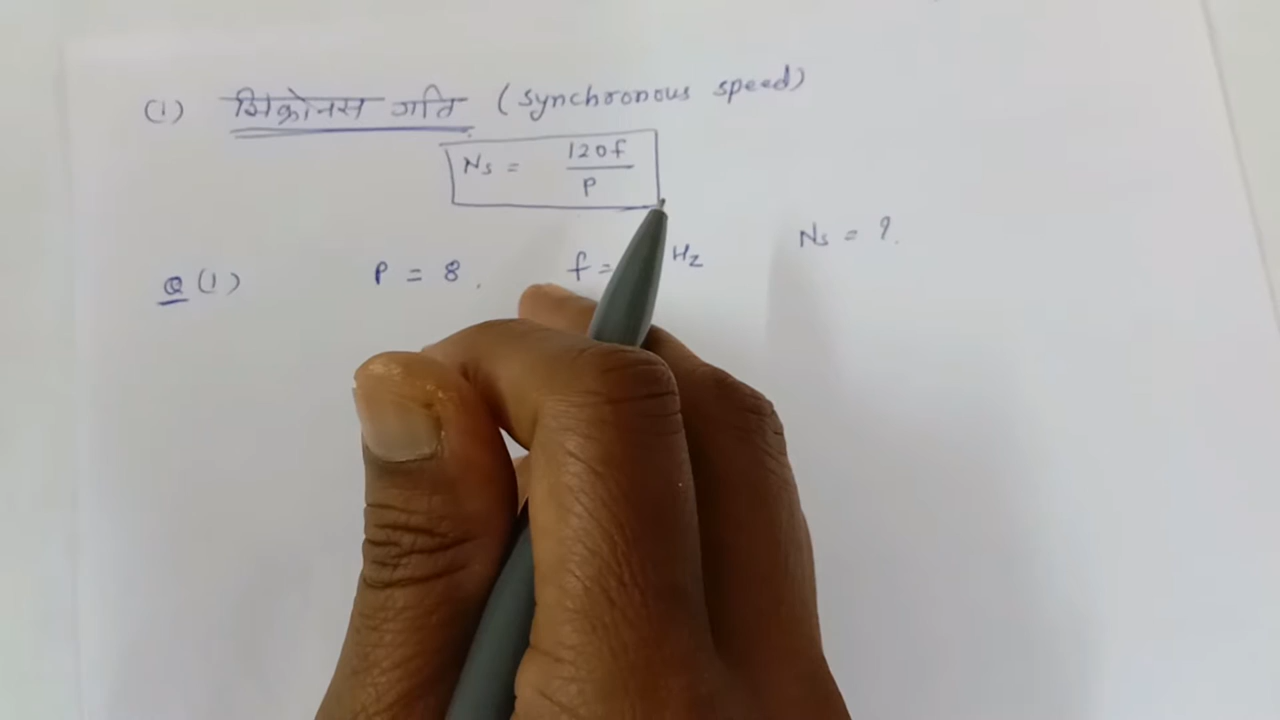 (1) सिक्रोनस गति (synchronous speed)
Ns = 120f / P
Q (1) P = 8. f = Hz Ns = ?